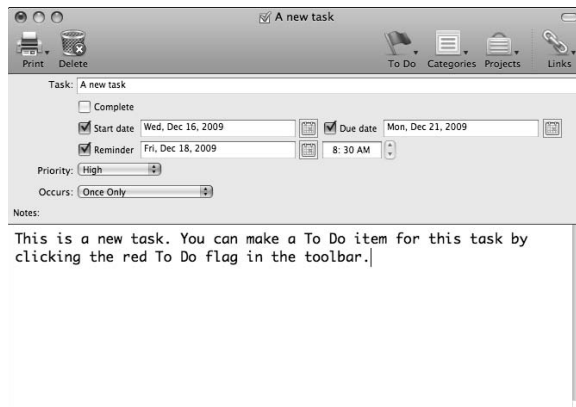 A new task
Print Delete To Do Categories Projects Links
Task: A new task
Complete
Start date Wed, Dec 16, 2009 Due date Mon, Dec 21, 2009
Reminder Fri, Dec 18, 2009 8: 30 AM
Priority: High
Occurs: Once Only
Notes:
This is a new task. You can make a To Do item for this task by
clicking the red To Do flag in the toolbar.